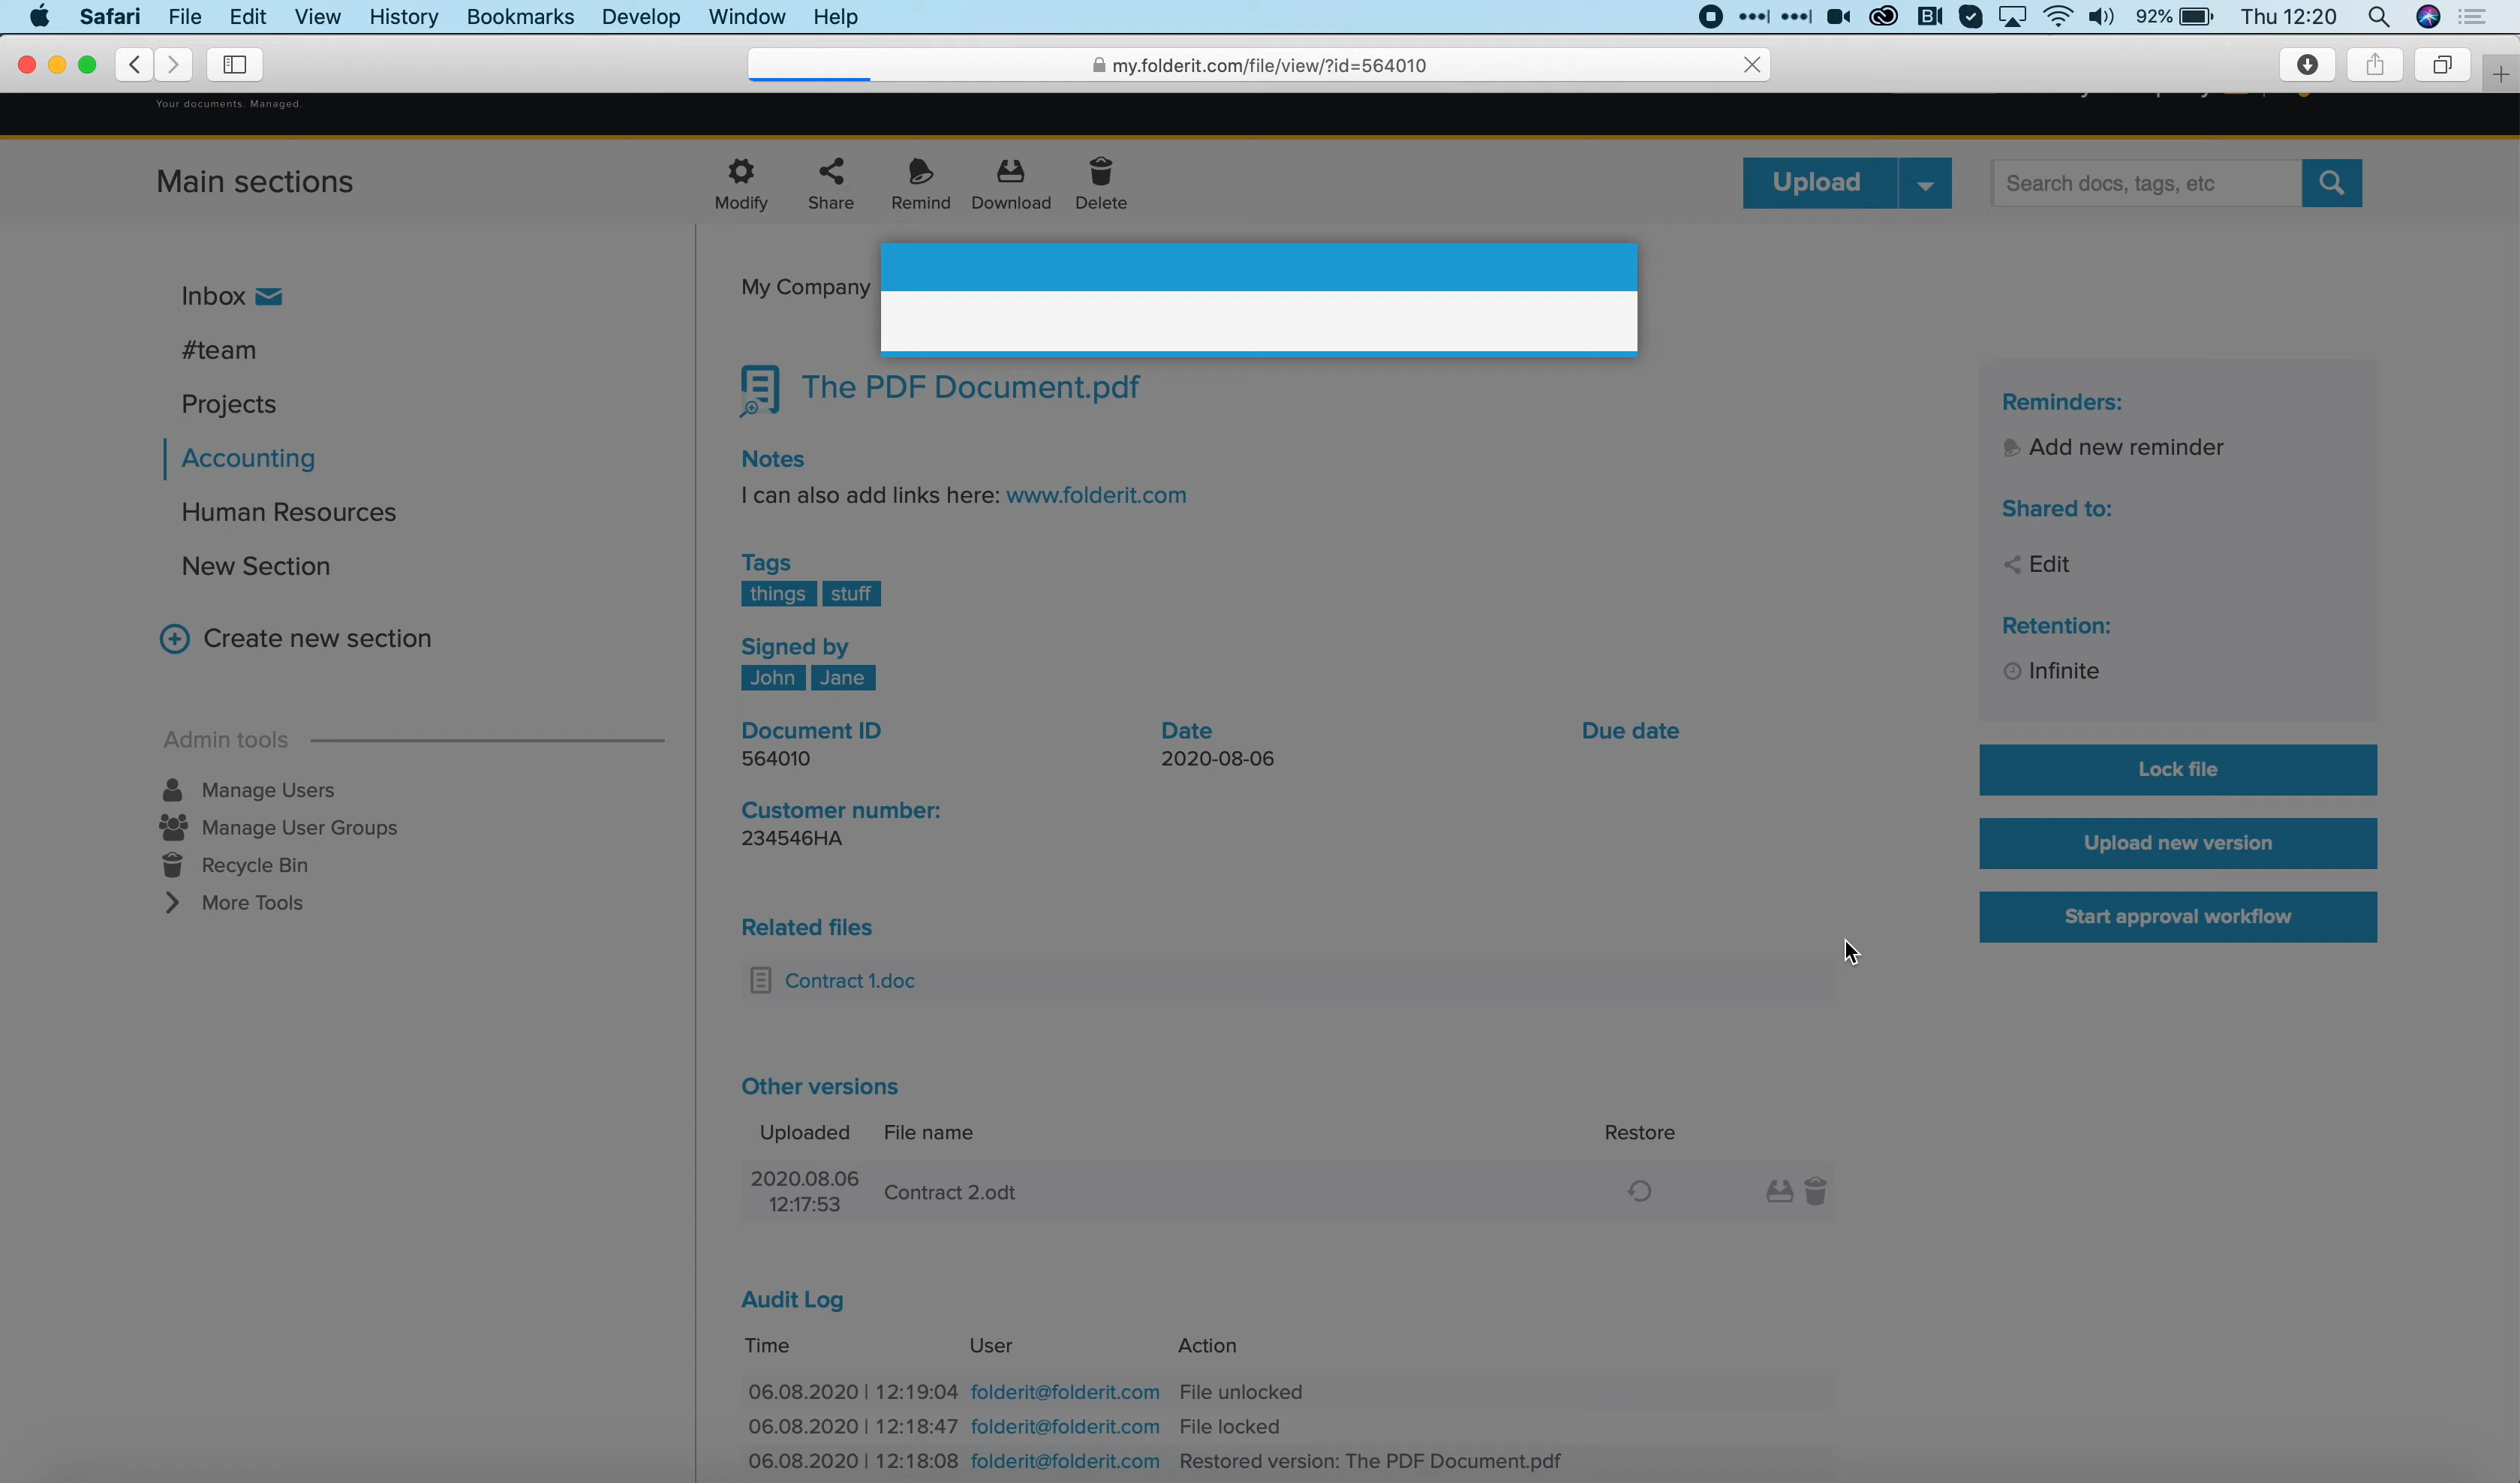 Safari File Edit View History Bookmarks Develop Window Help 92% Thu 12:20
my.folderit.com/file/view/?id=564010
Your documents. Managed.
Main sections
Modify Share Remind Download Delete
Upload
Search docs, tags, etc
Inbox
#team
Projects
Accounting
Human Resources
New Section
Create new section
Admin tools
Manage Users
Manage User Groups
Recycle Bin
More Tools
My Company
The PDF Document.pdf
Notes
I can also add links here: www.folderit.com
Tags
things stuff
Signed by
John Jane
Document ID Date Due date
564010 2020-08-06
Customer number:
234546HA
Related files
Contract 1.doc
Other versions
Uploaded File name Restore
2020.08.06
12:17:53 Contract 2.odt
Audit Log
Time User Action
06.08.2020 | 12:19:04 folderit@folderit.com File unlocked
06.08.2020 | 12:18:47 folderit@folderit.com File locked
06.08.2020 | 12:18:08 folderit@folderit.com Restored version: The PDF Document.pdf
Reminders:
Add new reminder
Shared to:
Edit
Retention:
Infinite
Lock file
Upload new version
Start approval workflow